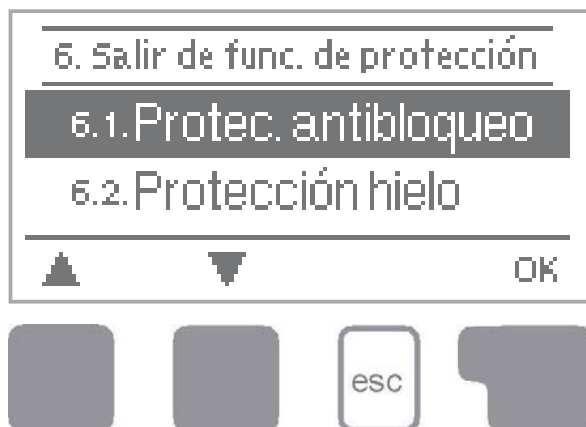 6. Salir de func. de protección
6.1. Protec. antibloqueo
6.2. Protección hielo
OK
esc